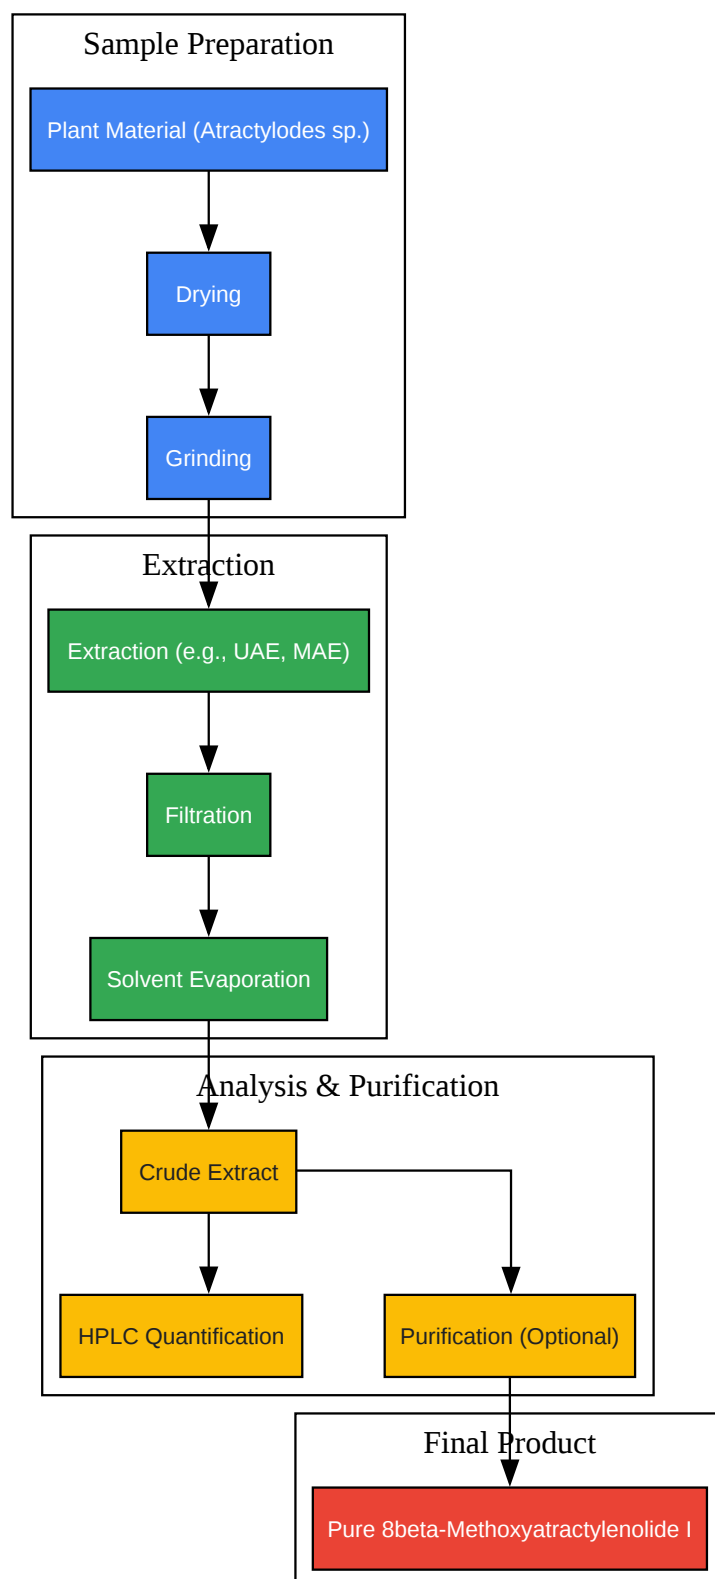 Sample Preparation
Plant Material (Atractylodes sp.)
Drying
Grinding
Extraction
Extraction (e.g., UAE, MAE)
Filtration
Solvent Evaporation
Analysis & Purification
Crude Extract
HPLC Quantification
Purification (Optional)
Final Product
Pure 8beta-Methoxyatractylenolide I